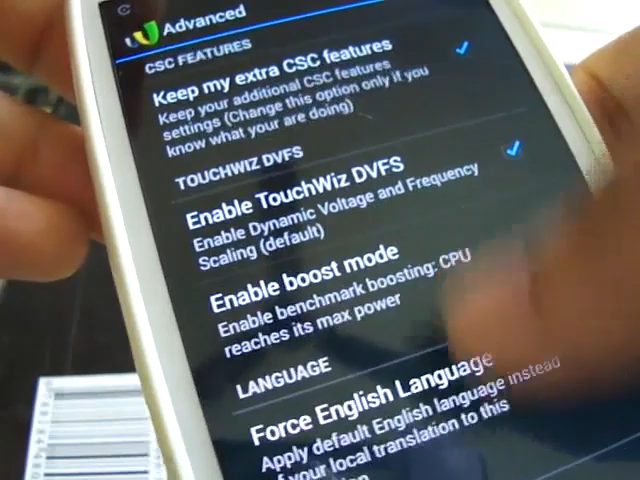 Advanced
CSC FEATURES
Keep my extra CSC features
Keep your additional CSC features
settings (Change this option only if you
know what your are doing)
TOUCHWIZ DVFS
Enable TouchWiz DVFS
Enable Dynamic Voltage and Frequency
Scaling (default)
Enable boost mode
Enable benchmark boosting: CPU
reaches its max power
LANGUAGE
Force English Language
Apply default English language instead
of your local translation to this